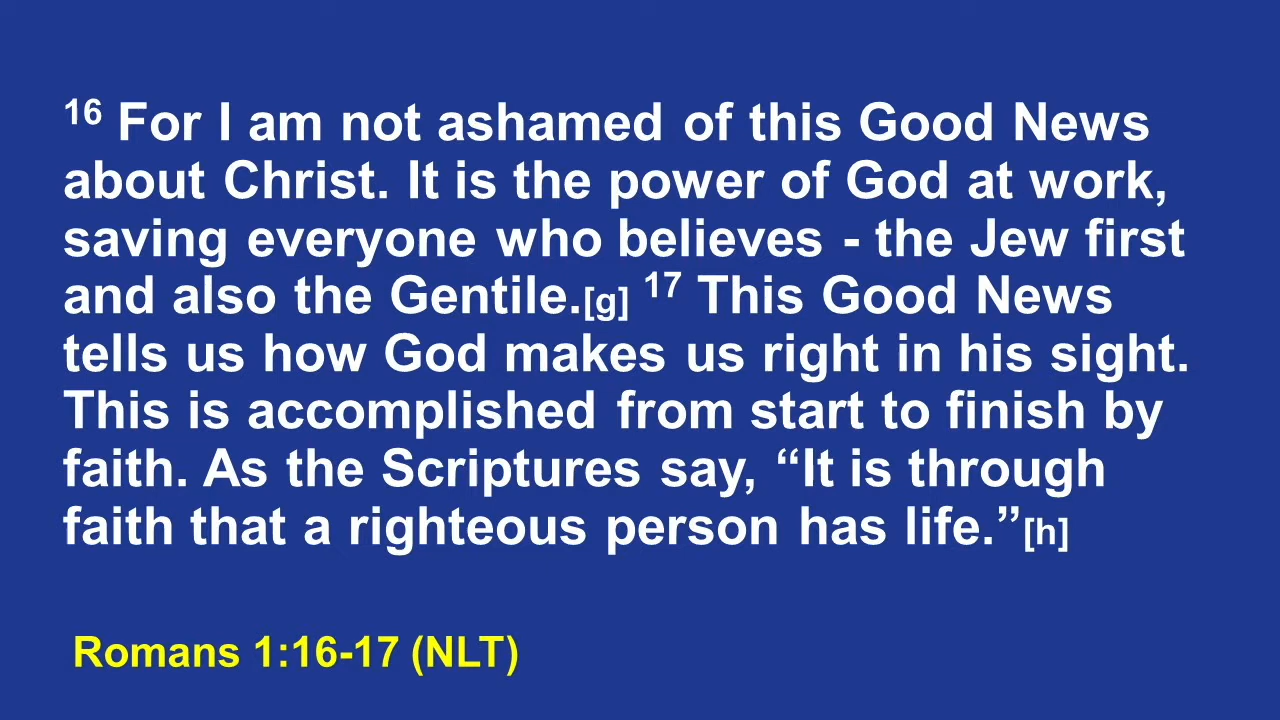 16 For I am not ashamed of this Good News
about Christ. It is the power of God at work,
saving everyone who believes - the Jew first
and also the Gentile.[g] 17 This Good News
tells us how God makes us right in his sight.
This is accomplished from start to finish by
faith. As the Scriptures say, “It is through
faith that a righteous person has life.”[h]
Romans 1:16-17 (NLT)